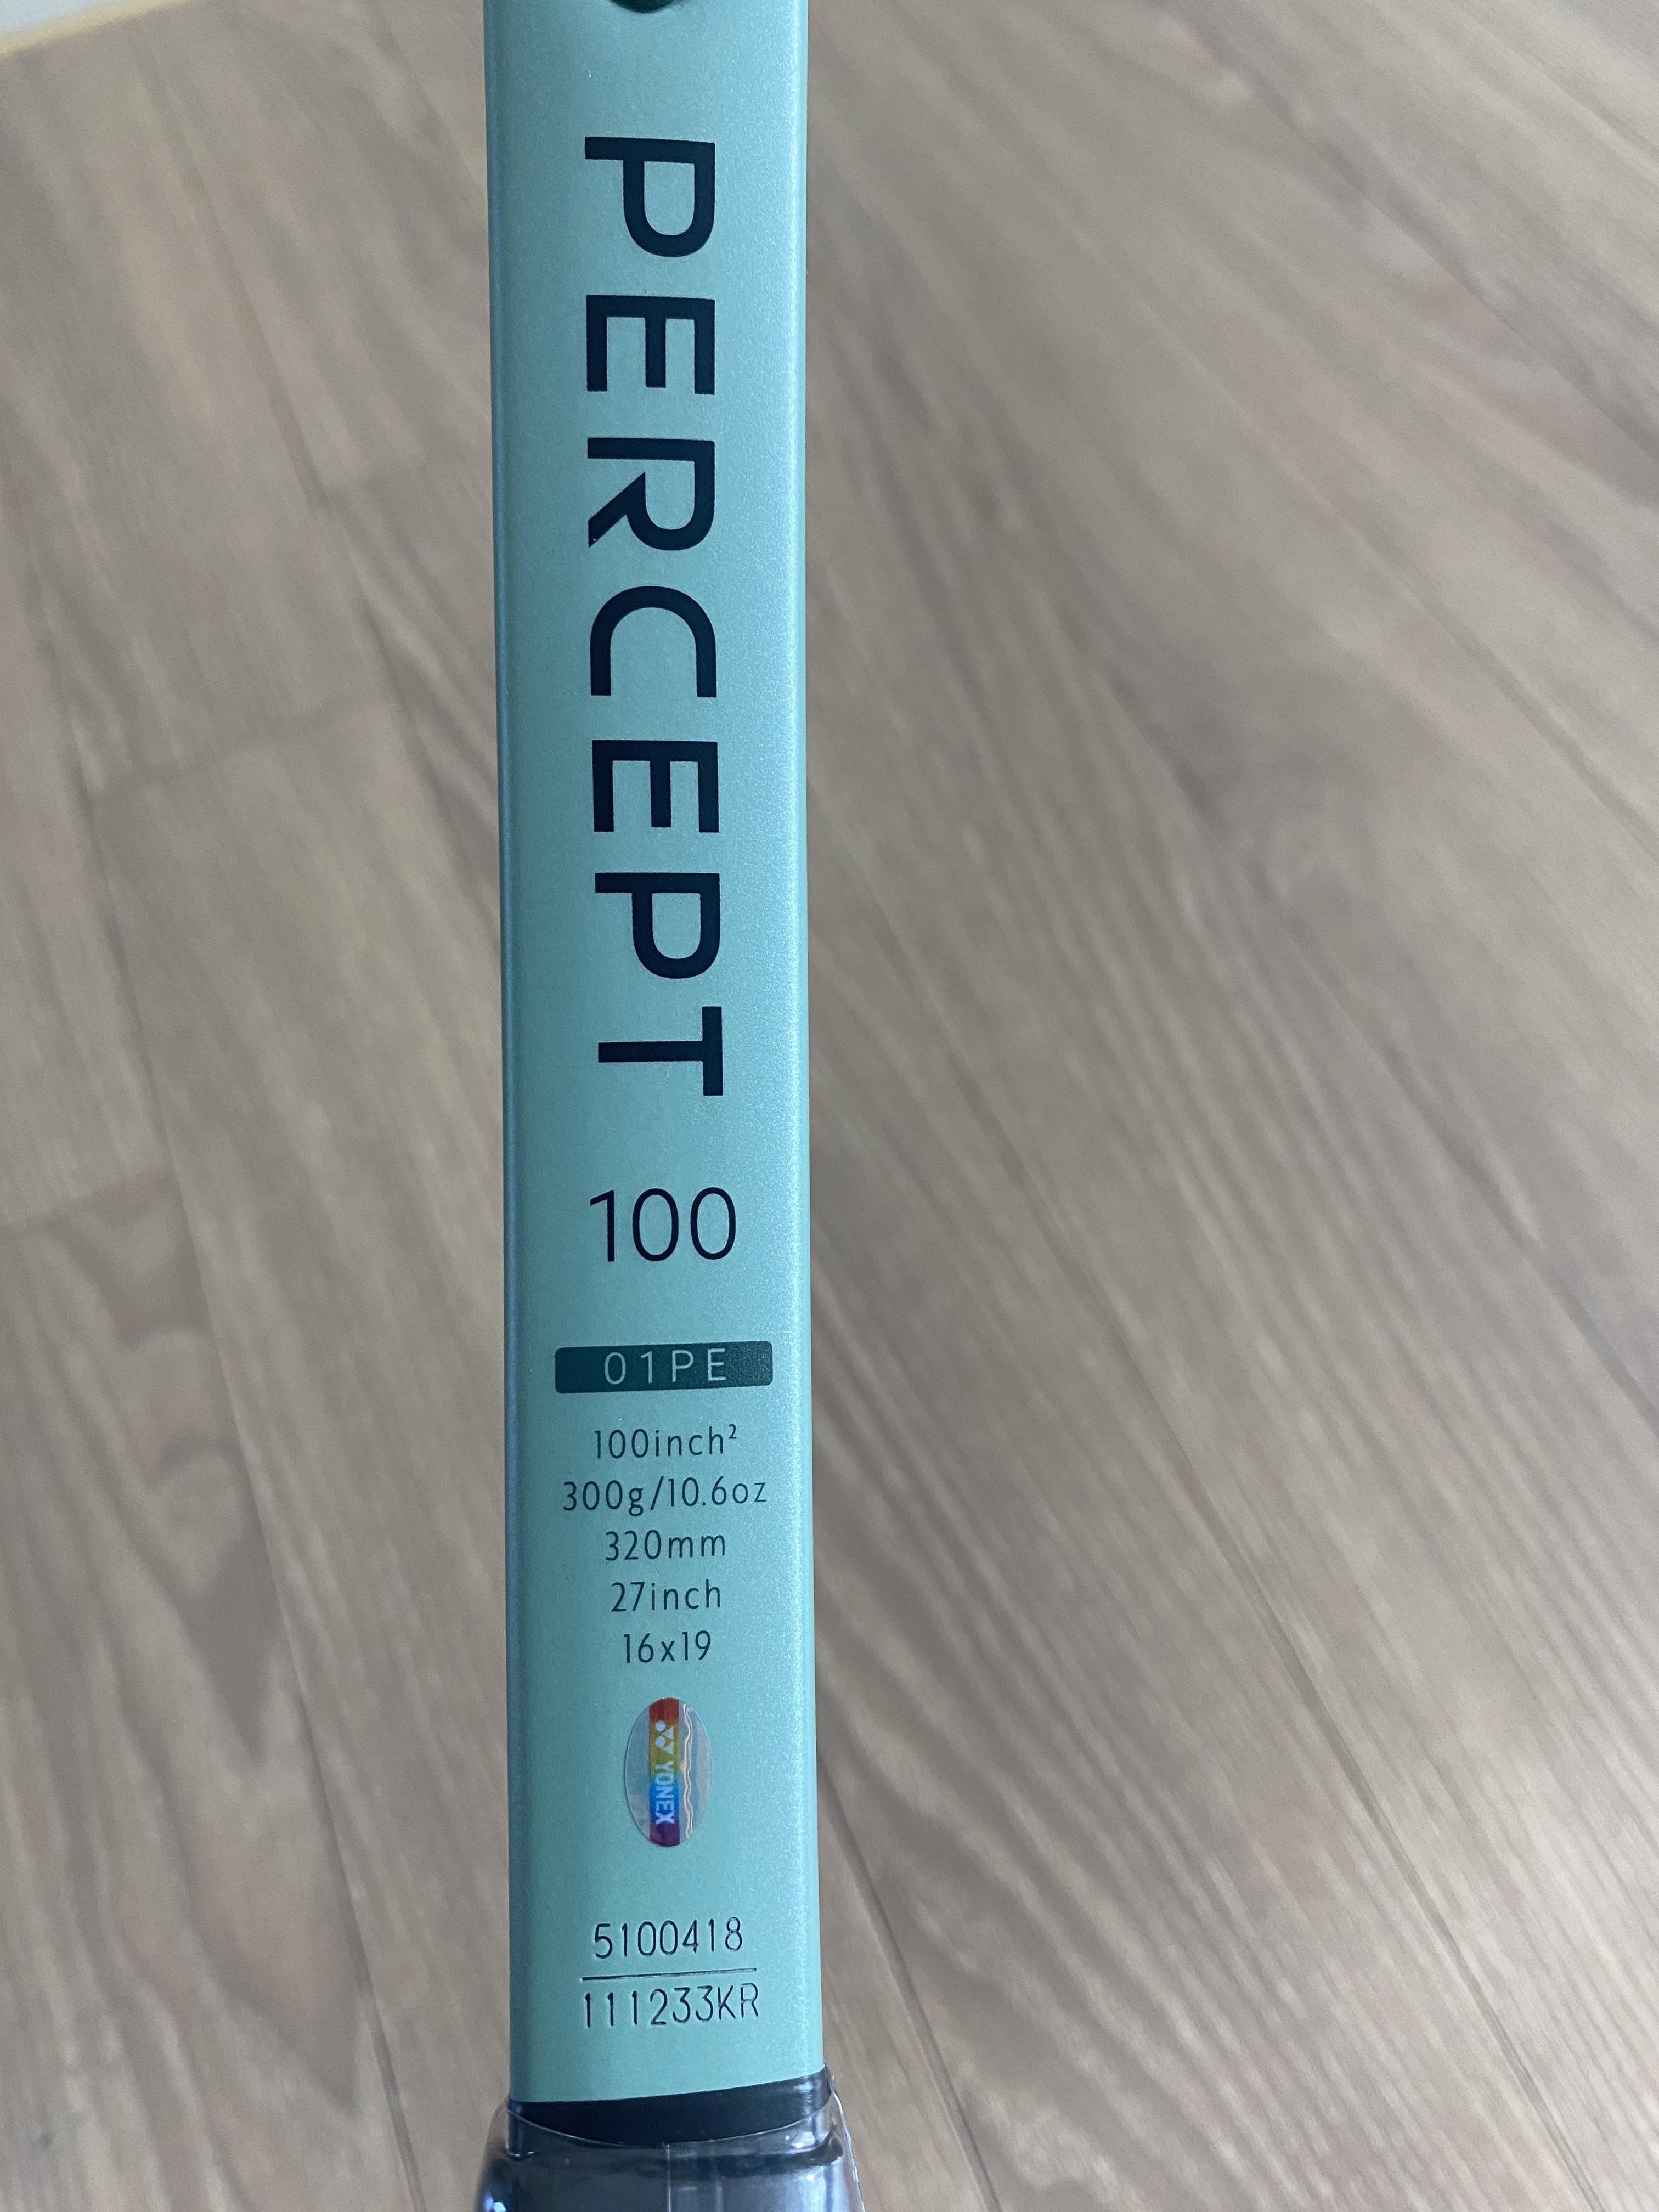 PERCEPT
100
01PE
100inch²
300g/10.6oz
320mm
27inch
16x19
YONEX
5100418
111233KR